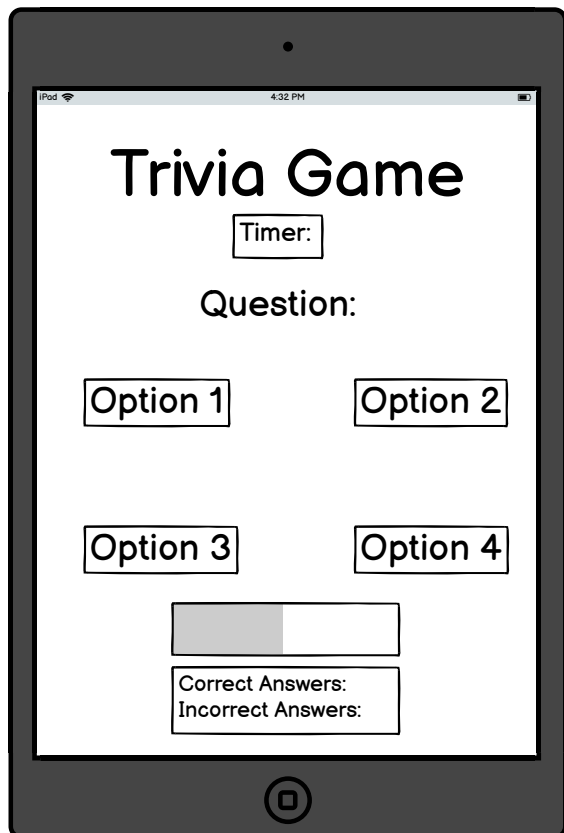 iPad 4:32 PM
Trivia Game
Timer:
Question:
Option 1 Option 2
Option 3 Option 4
Correct Answers:
Incorrect Answers: